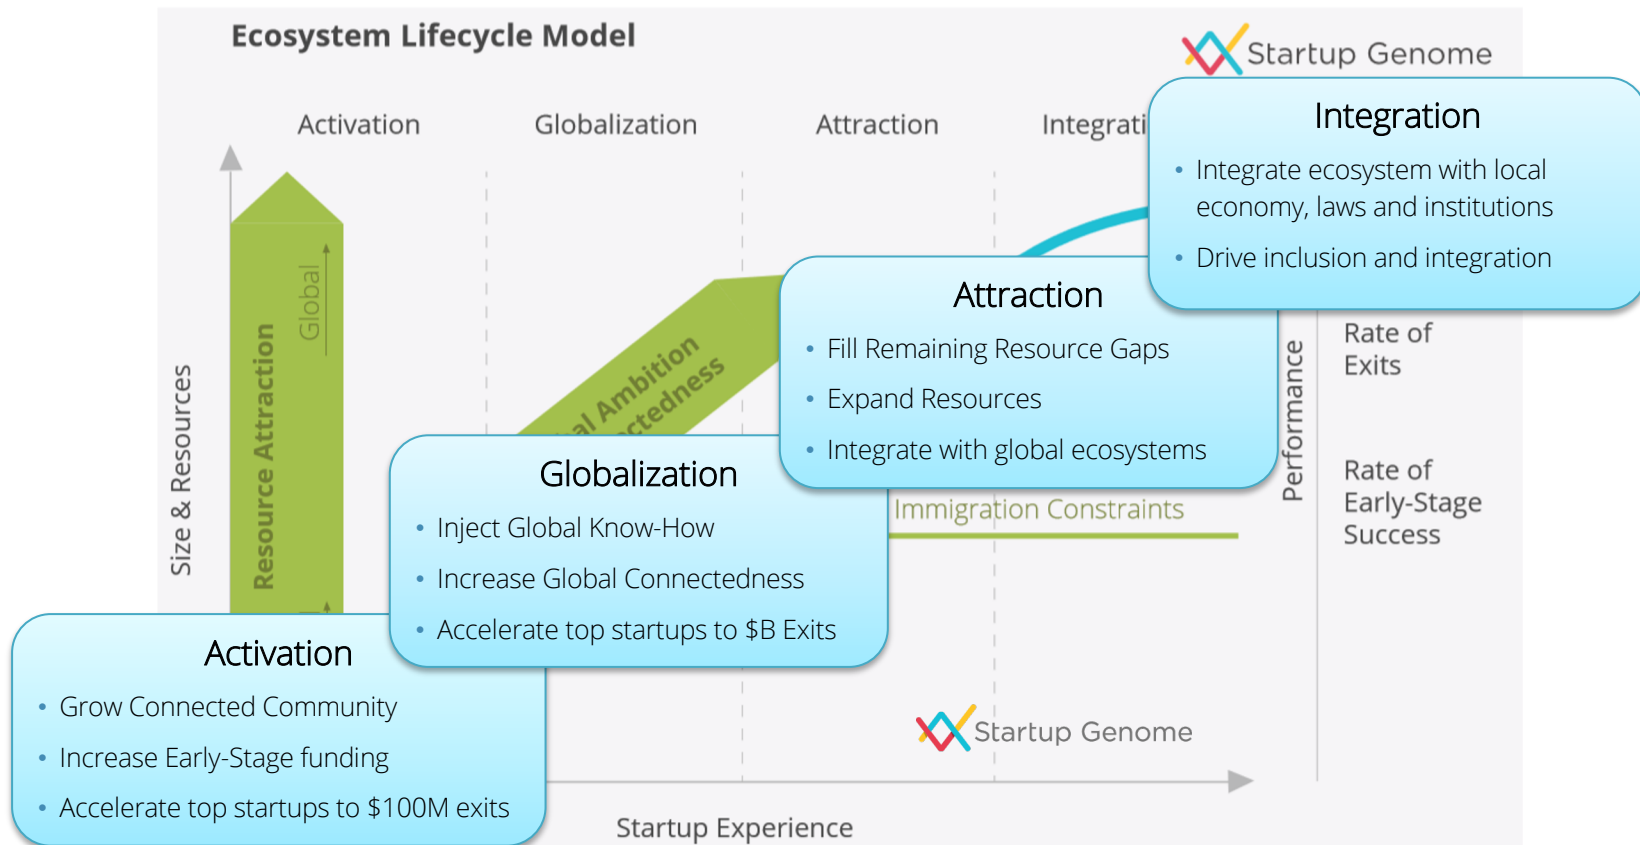 Ecosystem Lifecycle Model
Startup Genome
Activation
Globalization
Attraction
Integration
• Integrate ecosystem with local
economy, laws and institutions
• Drive inclusion and integration
Size & Resources
Resource Attraction
Global
Ambition
Attraction
• Fill Remaining Resource Gaps
• Expand Resources
• Integrate with global ecosystems
Performance
Rate of
Exits
Rate of
Early-Stage
Success
Immigration Constraints
Globalization
• Inject Global Know-How
• Increase Global Connectedness
• Accelerate top startups to $B Exits
Activation
• Grow Connected Community
• Increase Early-Stage funding
• Accelerate top startups to $100M exits
Startup Genome
Startup Experience